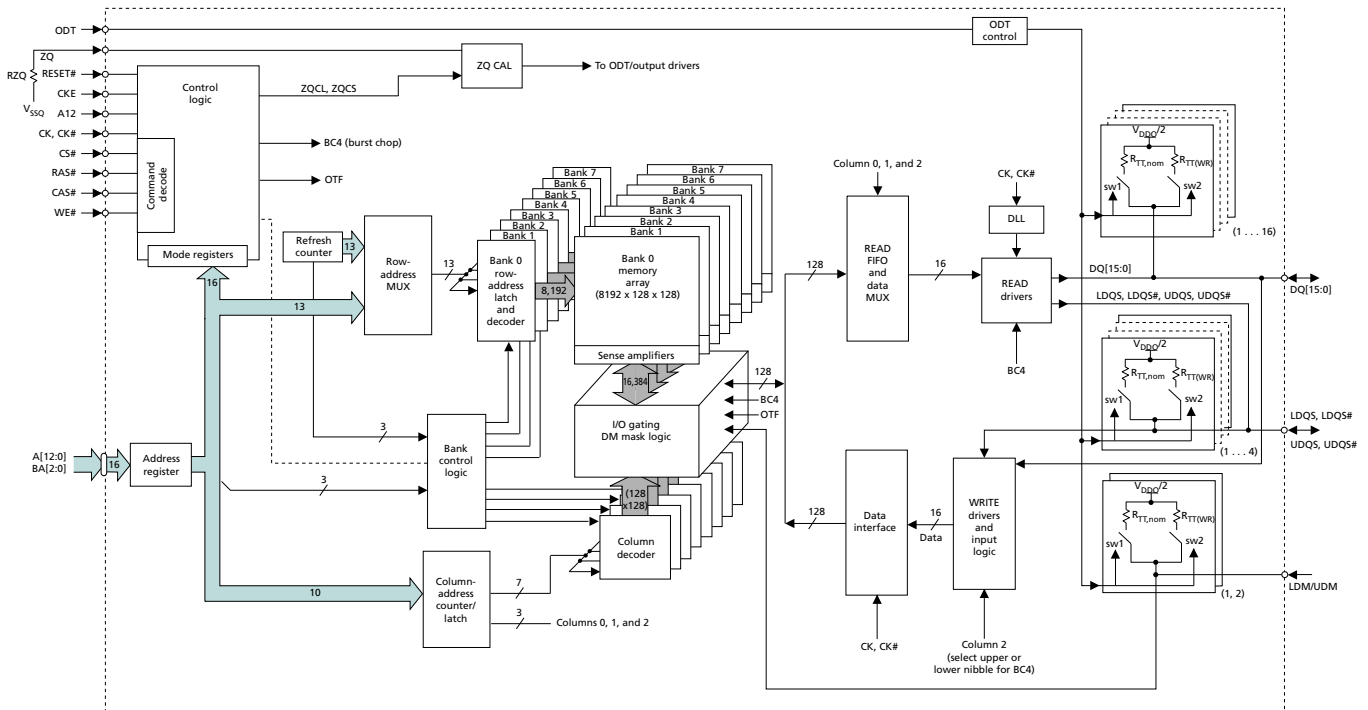 ODT
ODT control
ZQ
RZQ
VSSQ
ZQ CAL
To ODT/output drivers
RESET#
CKE
A12
CK, CK#
CS#
RAS#
CAS#
WE#
Control logic
Command decode
Mode registers
ZQCL, ZQCS
BC4 (burst chop)
OTF
Refresh counter
13
Row-address MUX
13
13
16
Bank 7
Bank 6
Bank 5
Bank 4
Bank 3
Bank 2
Bank 1
Bank 0 row-address latch and decoder
8,192
Bank 7
Bank 6
Bank 5
Bank 4
Bank 3
Bank 2
Bank 1
Bank 0 memory array (8192 x 128 x 128)
Sense amplifiers
16,384
I/O gating DM mask logic
128
BC4
OTF
(128 x128)
Column decoder
A[12:0]
BA[2:0]
16
Address register
3
3
Bank control logic
10
Column-address counter/ latch
7
3
Columns 0, 1, and 2
Column 0, 1, and 2
128
READ FIFO and data MUX
16
CK, CK#
DLL
READ drivers
BC4
DQ[15:0]
LDQS, LDQS#, UDQS, UDQS#
128
Data interface
CK, CK#
16
Data
WRITE drivers and input logic
Column 2
(select upper or
lower nibble for BC4)
VDDQ/2
RTT,nom
RTT(WR)
sw1
sw2
(1 . . . 16)
DQ[15:0]
VDDQ/2
RTT,nom
RTT(WR)
sw1
sw2
(1 . . . 4)
LDQS, LDQS#
UDQS, UDQS#
VDDQ/2
RTT,nom
RTT(WR)
sw1
sw2
(1, 2)
LDM/UDM